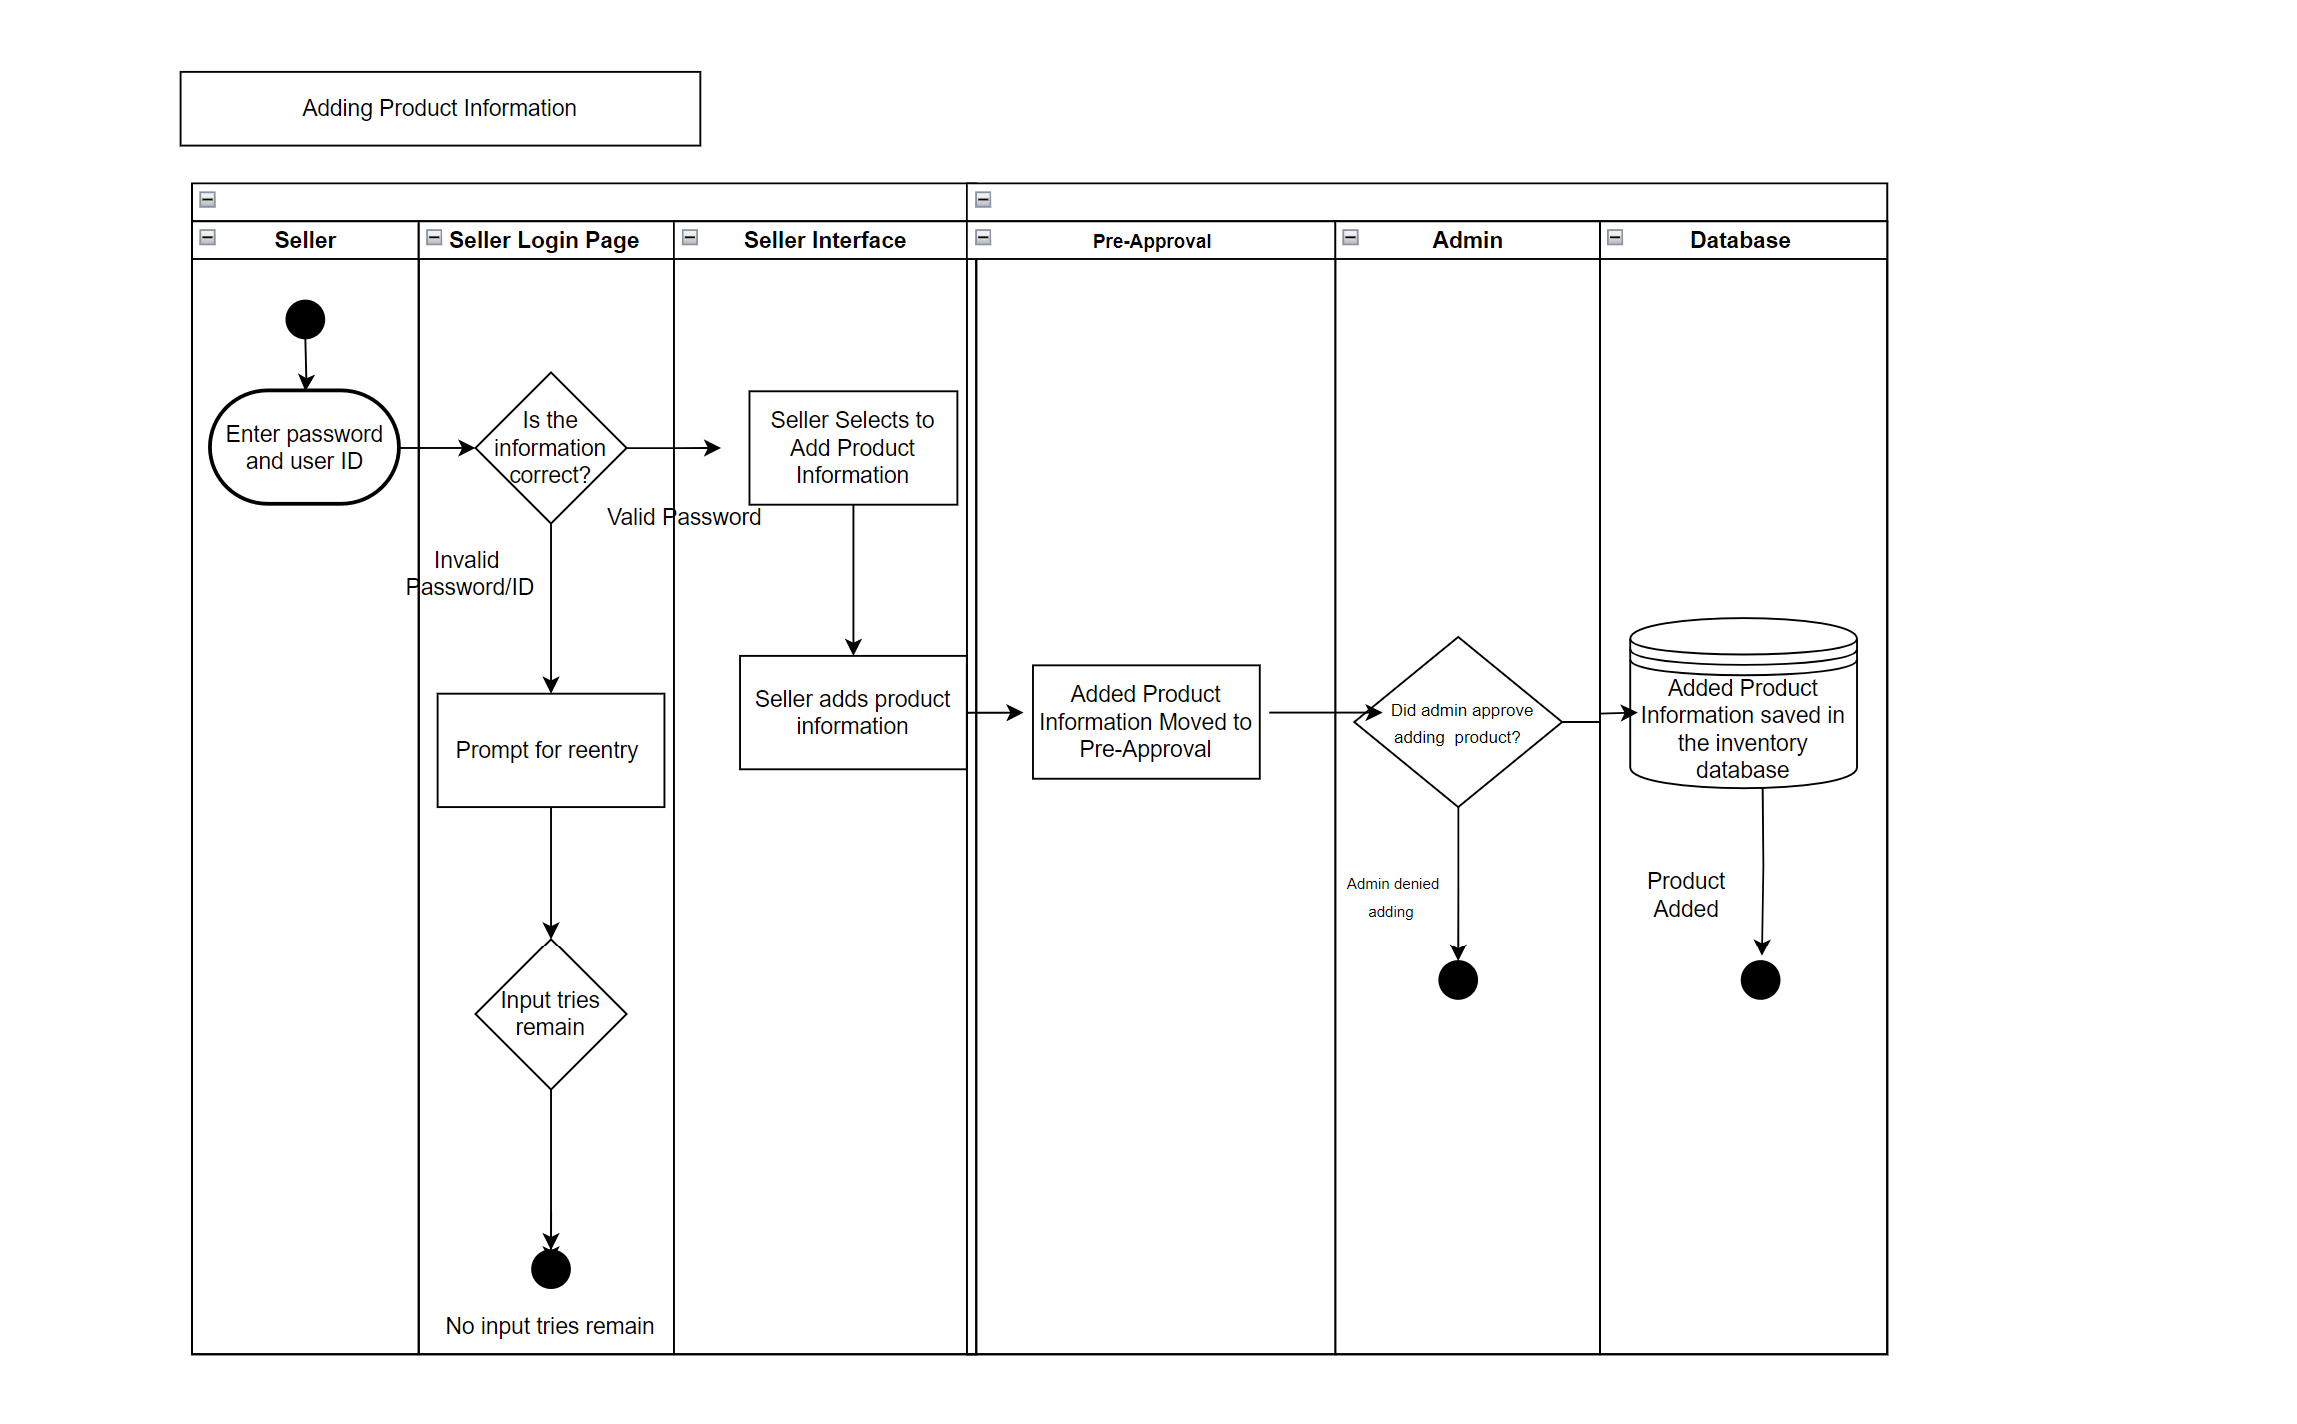 Adding Product Information
Seller
Seller Login Page
Seller Interface
Pre-Approval
Admin
Database
Enter password
and user ID
Is the
information
correct?
Valid Password
Invalid
Password/ID
Prompt for reentry
Input tries
remain
No input tries remain
Seller Selects to
Add Product
Information
Seller adds product
information
Added Product
Information Moved to
Pre-Approval
Did admin approve
adding  product?
Admin denied
adding
Added Product
Information saved in
the inventory
database
Product
Added